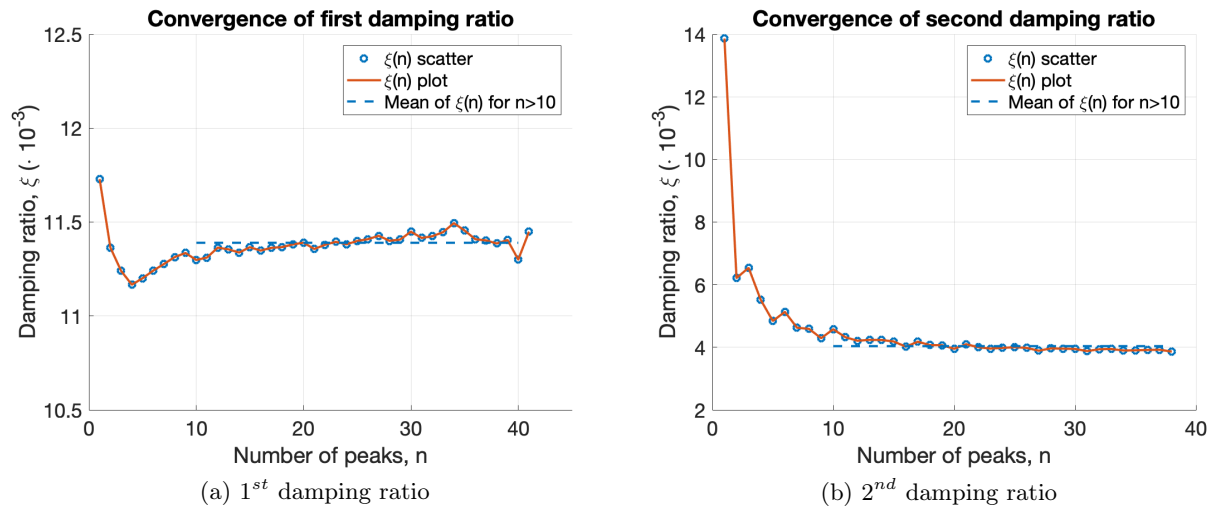 Convergence of first damping ratio
12.5
12
11.5
11
10.5
Damping ratio, ξ (· 10⁻³)
ξ(n) scatter
ξ(n) plot
Mean of ξ(n) for n>10
0 10 20 30 40
Number of peaks, n
(a) 1ˢᵗ damping ratio
Convergence of second damping ratio
14
12
10
8
6
4
2
Damping ratio, ξ (· 10⁻³)
ξ(n) scatter
ξ(n) plot
Mean of ξ(n) for n>10
0 10 20 30 40
Number of peaks, n
(b) 2ⁿᵈ damping ratio